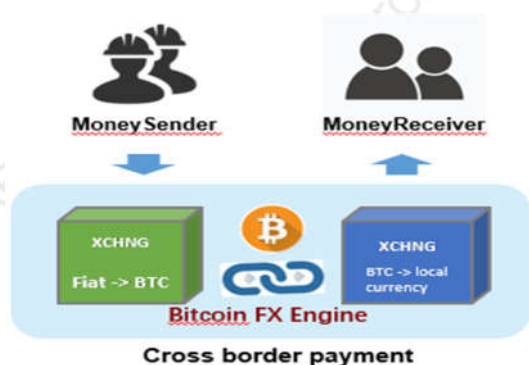 MoneySender
MoneyReceiver
XCHNG
Fiat -> BTC
XCHNG
BTC -> local
currency
Bitcoin FX Engine
Cross border payment